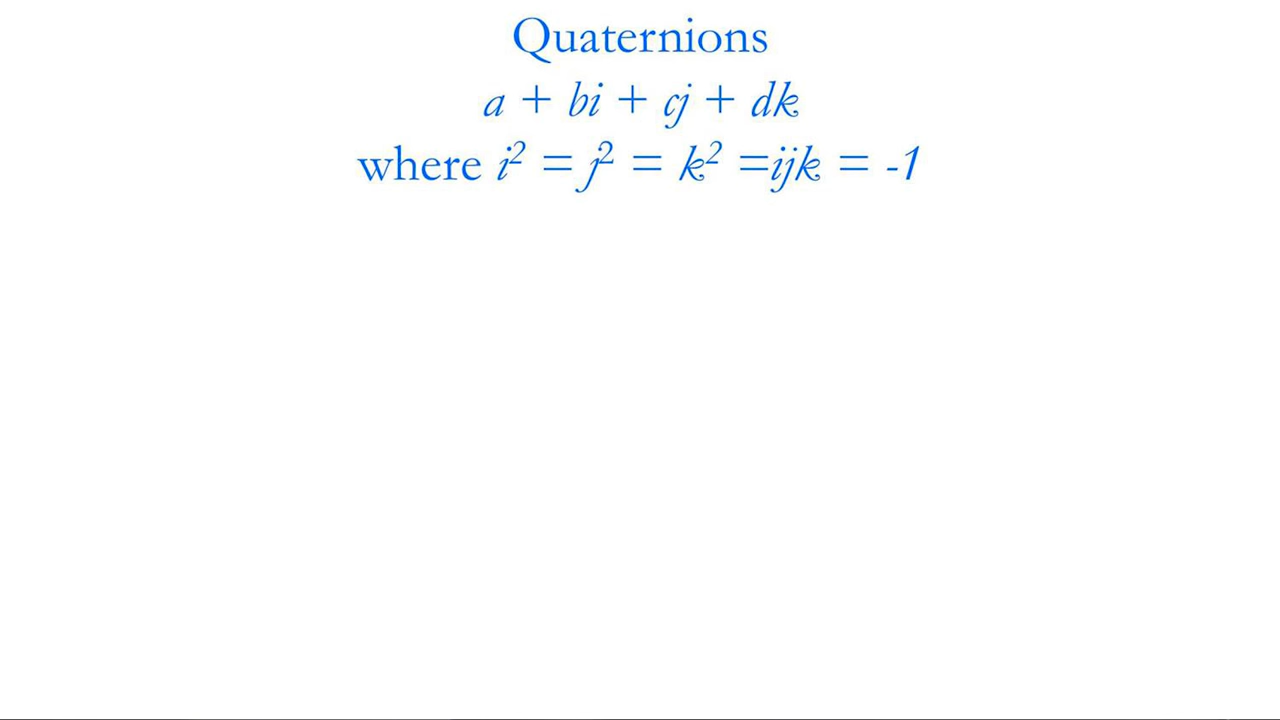 Quaternions
a + bi + cj + dk
where i² = j² = k² =ijk = -1